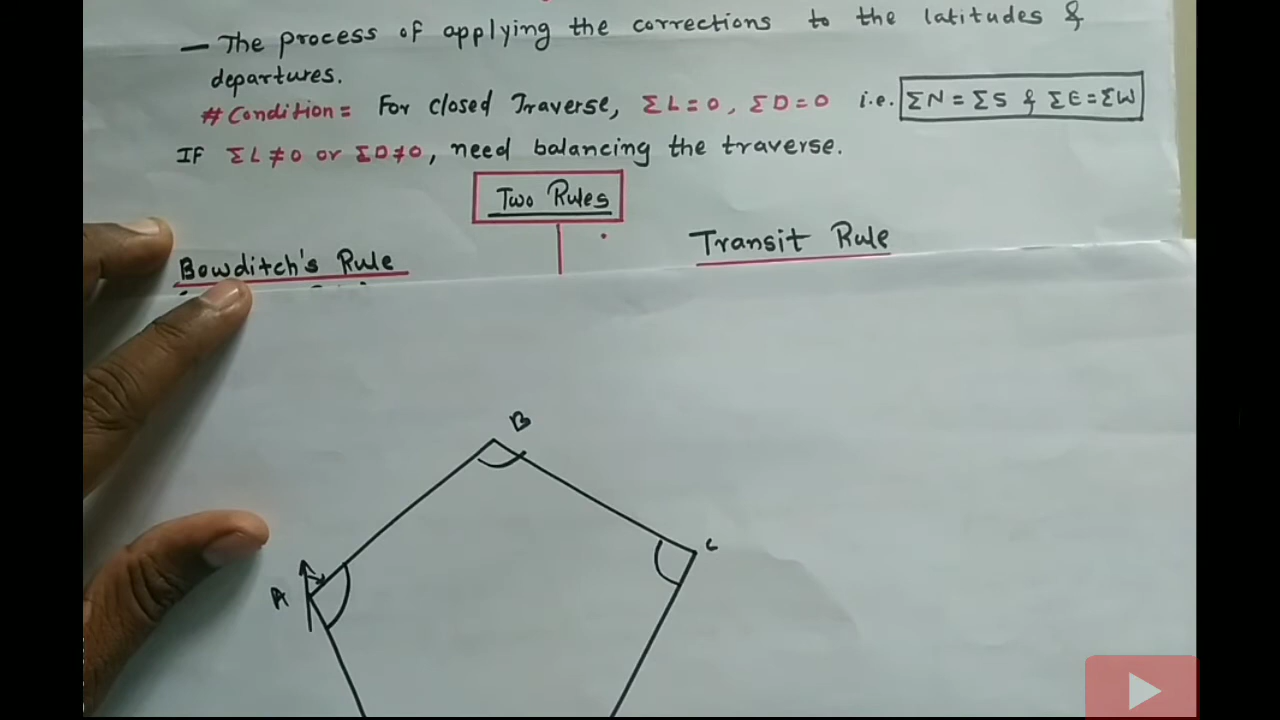 — The process of applying the corrections to the latitudes &
departures.
# Condition = For closed Traverse, ΣL = 0, ΣD = 0 i.e. ΣN = ΣS & ΣE = ΣW
IF ΣL ≠ 0 or ΣD ≠ 0, need balancing the traverse.
Two Rules
Bowditch's Rule
Transit Rule
B
C
A